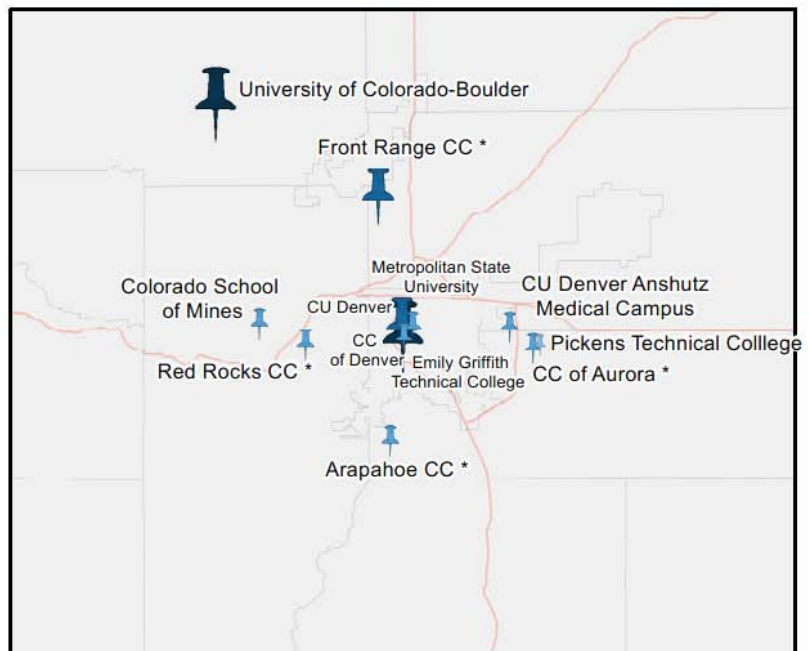 University of Colorado-Boulder
Front Range CC *
Metropolitan State
University
Colorado School
of Mines
CU Denver
CU Denver Anshutz
Medical Campus
CC
of Denver
Pickens Technical Colllege
Red Rocks CC *
Emily Griffith
Technical College
CC of Aurora *
Arapahoe CC *